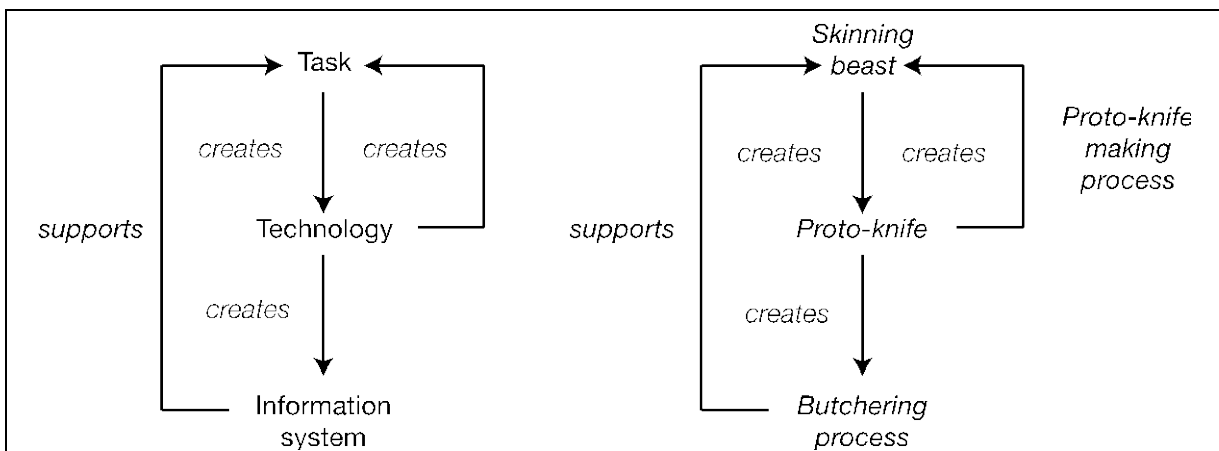 Task
creates
creates
supports
Technology
creates
Information
system
Skinning
beast
creates
creates
Proto-knife
making
process
supports
Proto-knife
creates
Butchering
process